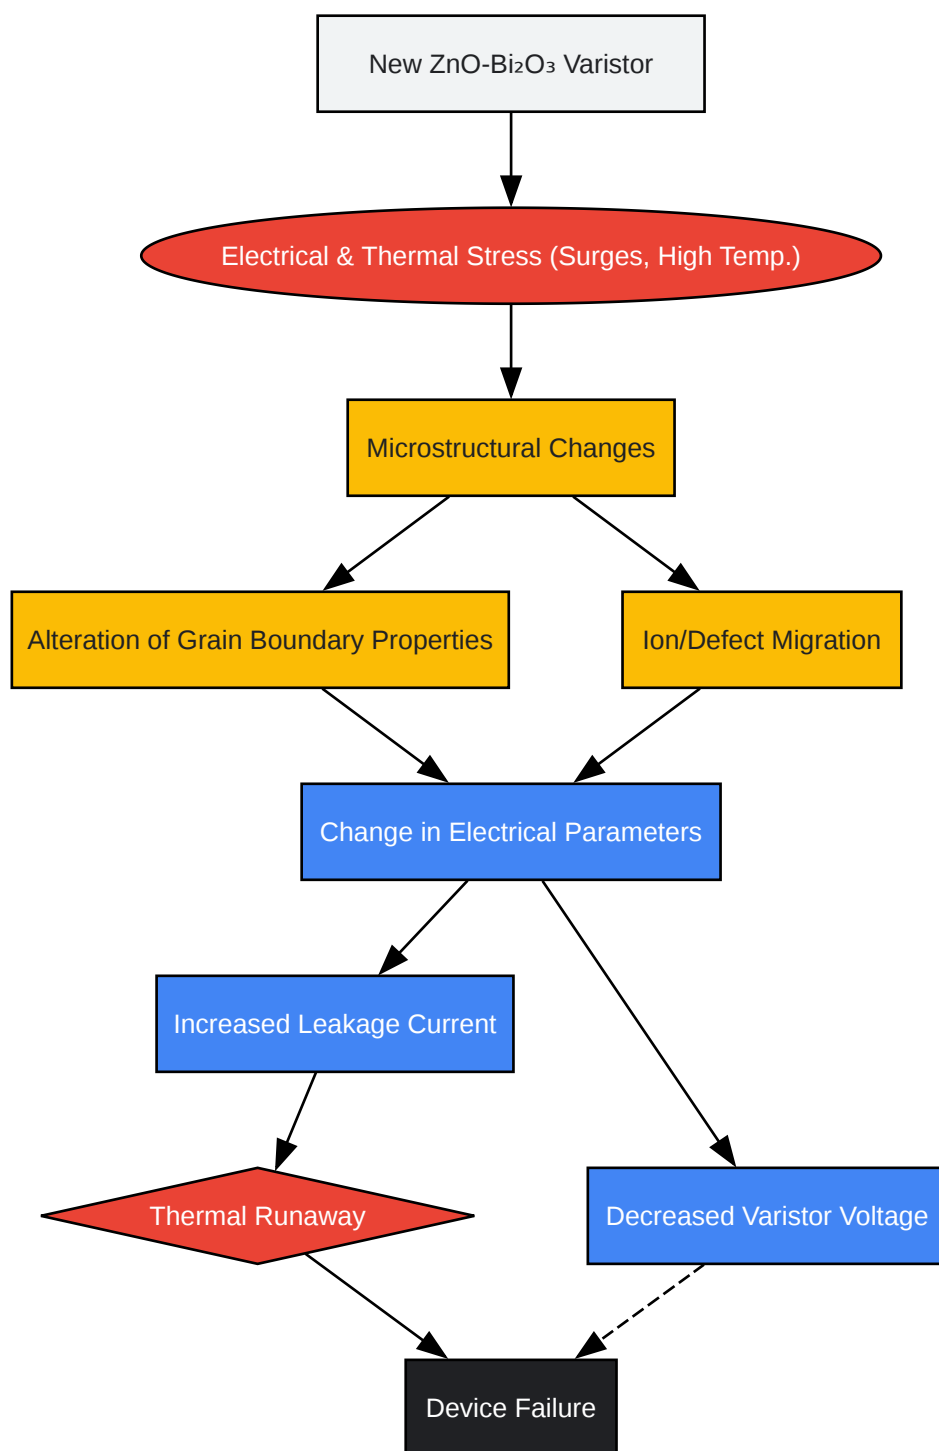 New ZnO-Bi₂O₃ Varistor
Electrical & Thermal Stress (Surges, High Temp.)
Microstructural Changes
Alteration of Grain Boundary Properties
Ion/Defect Migration
Change in Electrical Parameters
Increased Leakage Current
Thermal Runaway
Decreased Varistor Voltage
Device Failure